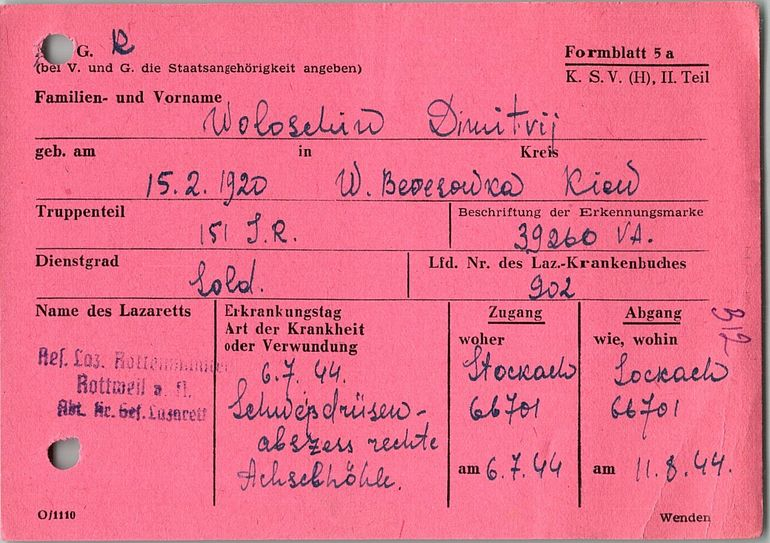 G. R
(bei V. und G. die Staatsangehörigkeit angeben)
Formblatt 5 a
K. S. V. (H), II. Teil
Familien- und Vorname
Woloschin Dimitrij
geb. am in Kreis
15.2.1920 W. Beresowka Kiew
Truppenteil
151 I.R.
Beschriftung der Erkennungsmarke
39260 VA.
Dienstgrad
Sold.
Lfd. Nr. des Laz.-Krankenbuches
902
Name des Lazaretts
Res. Laz. Rottenmünster
Rottweil a. N.
Abt. Kr. Gef. Lazarett
Erkrankungstag
Art der Krankheit
oder Verwundung
6.7.44.
Schweißdrüsen-
abszess rechte
Achselhöhle.
Zugang
woher
Stockach
66701
am 6.7.44
Abgang
wie, wohin
Sockach
66701
am 11.8.44.
312
O/1110
Wenden